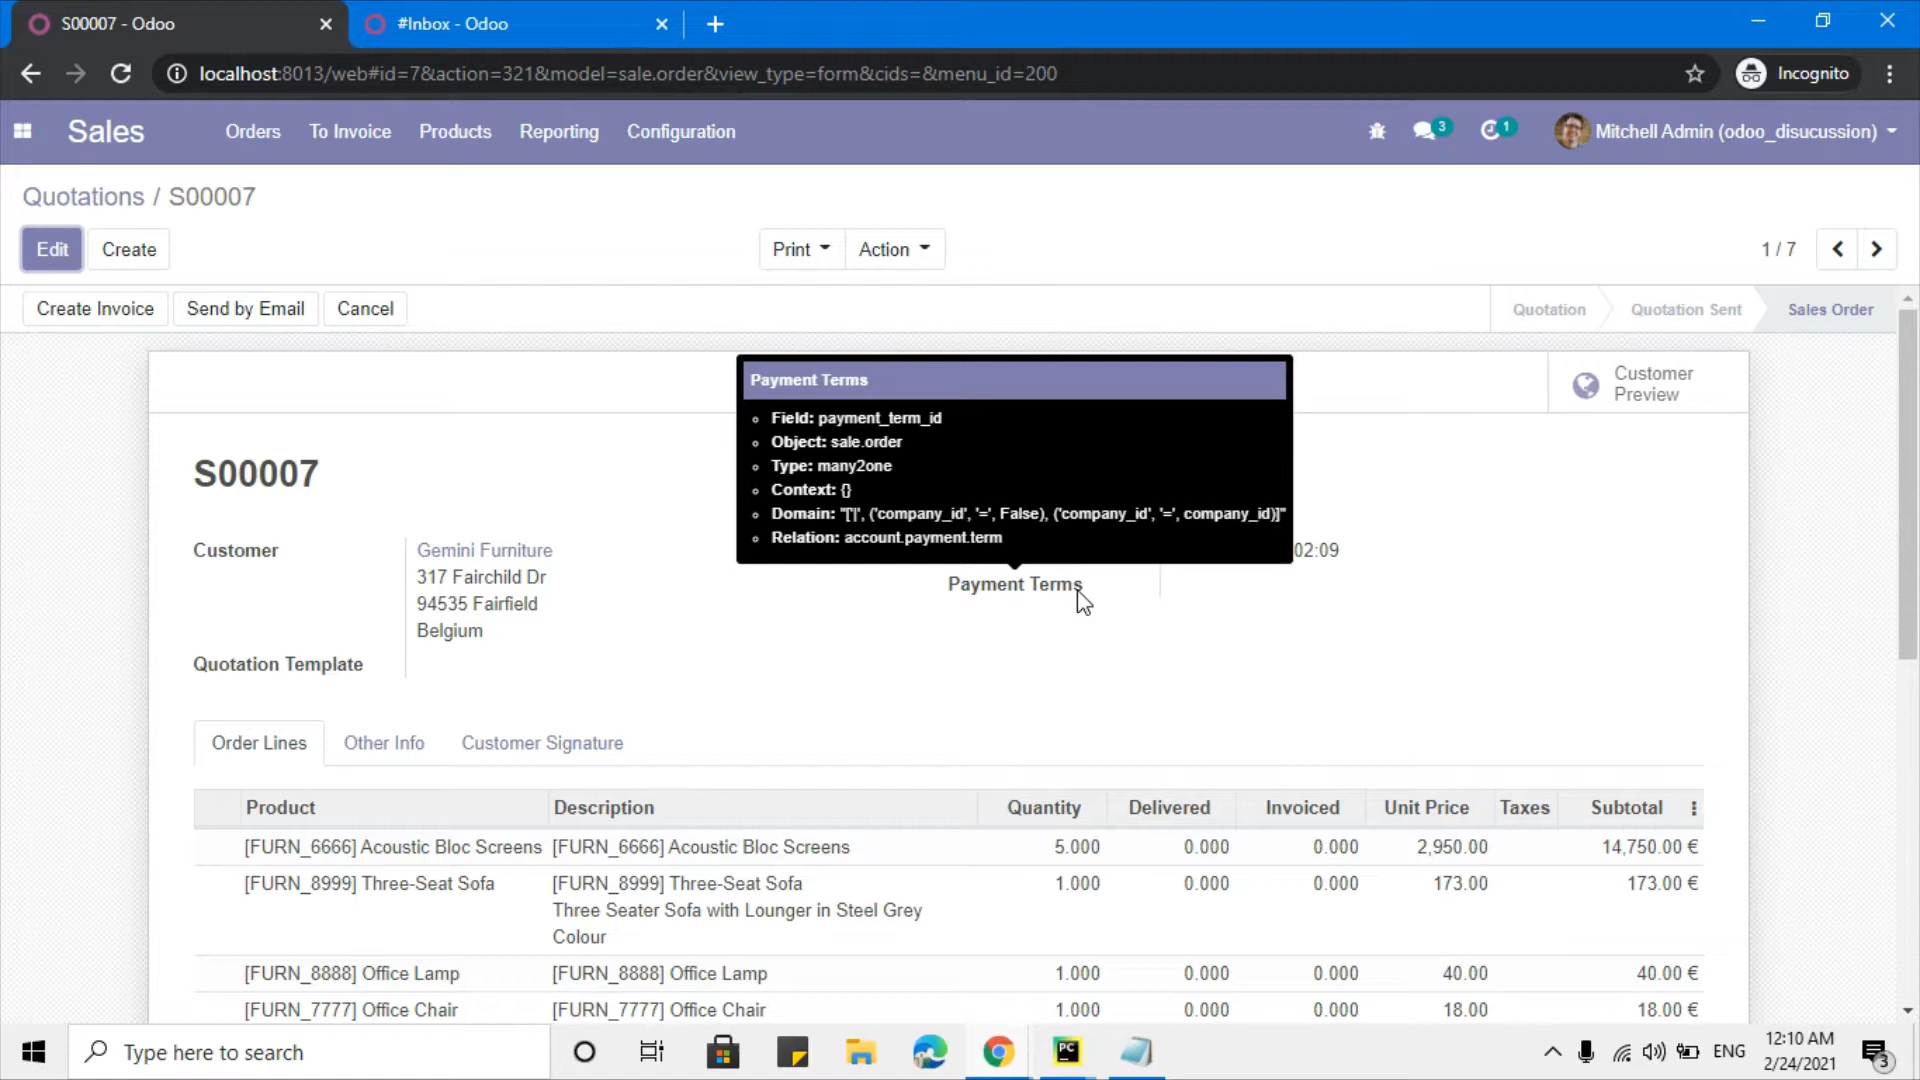 S00007 - Odoo
#Inbox - Odoo
localhost:8013/web#id=7&action=321&model=sale.order&view_type=form&cids=&menu_id=200
Incognito
Sales
Orders
To Invoice
Products
Reporting
Configuration
3
1
Mitchell Admin (odoo_disucussion)
Quotations / S00007
Edit
Create
Print
Action
1 / 7
Create Invoice
Send by Email
Cancel
Quotation
Quotation Sent
Sales Order
Payment Terms
Field: payment_term_id
Object: sale.order
Type: many2one
Context: {}
Domain: "['|', ('company_id', '=', False), ('company_id', '=', company_id)]"
Relation: account.payment.term
Customer
Preview
S00007
Customer
Gemini Furniture
317 Fairchild Dr
94535 Fairfield
Belgium
02:09
Payment Terms
Quotation Template
Order Lines
Other Info
Customer Signature
Product Description Quantity Delivered Invoiced Unit Price Taxes Subtotal
[FURN_6666] Acoustic Bloc Screens [FURN_6666] Acoustic Bloc Screens 5.000 0.000 0.000 2,950.00 14,750.00 €
[FURN_8999] Three-Seat Sofa [FURN_8999] Three-Seat Sofa 1.000 0.000 0.000 173.00 173.00 €
Three Seater Sofa with Lounger in Steel Grey
Colour
[FURN_8888] Office Lamp [FURN_8888] Office Lamp 1.000 0.000 0.000 40.00 40.00 €
[FURN_7777] Office Chair [FURN_7777] Office Chair 1.000 0.000 0.000 18.00 18.00 €
Type here to search
PC
ENG
12:10 AM
2/24/2021
3